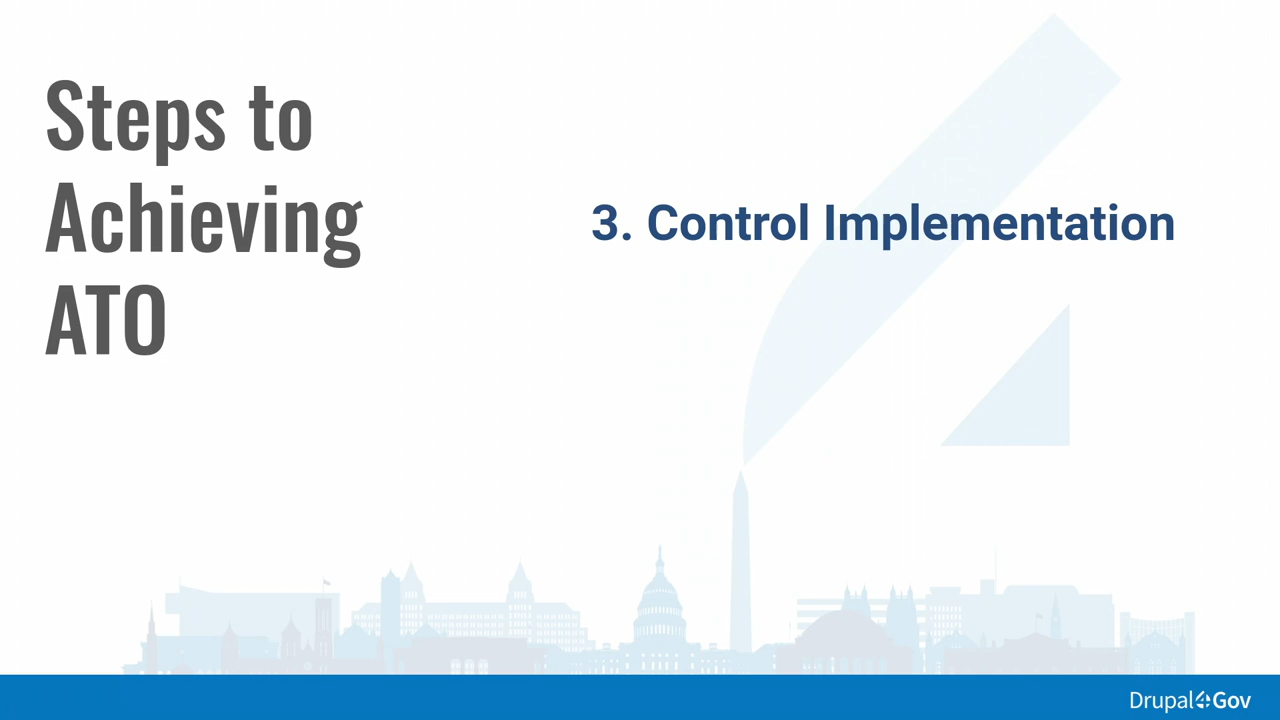 Steps to
Achieving
ATO
3. Control Implementation
Drupal4Gov